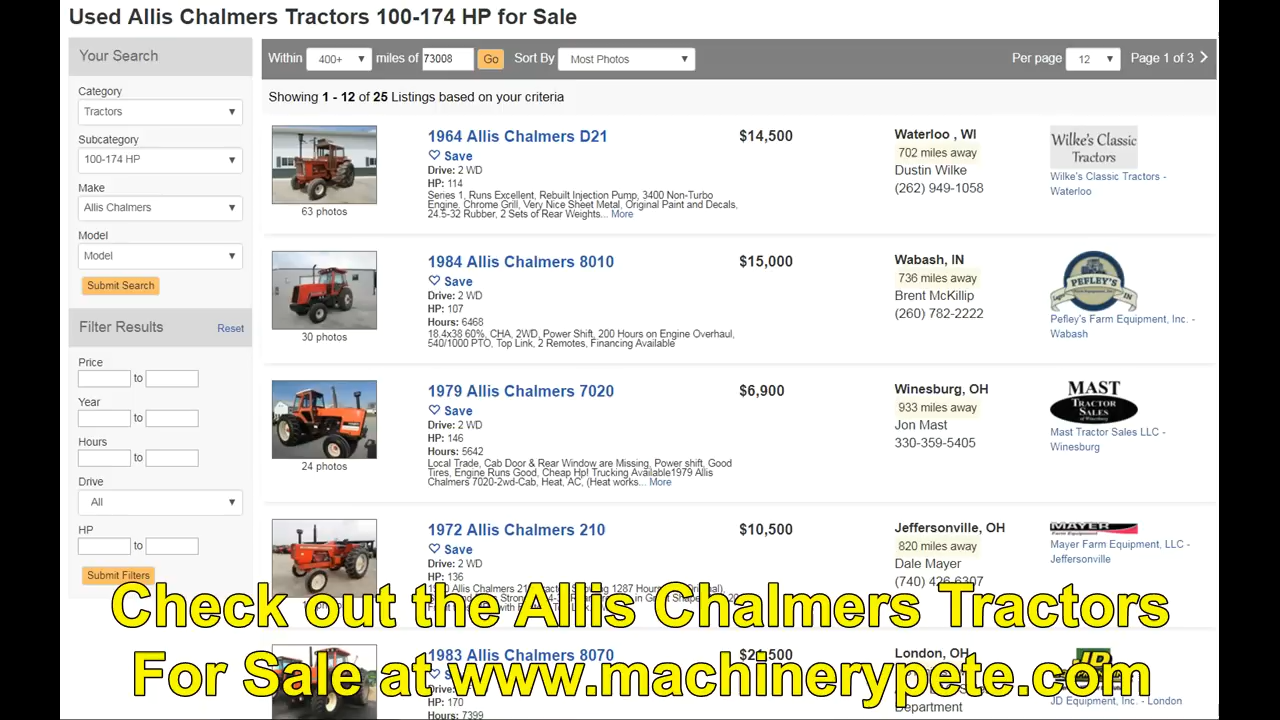 Used Allis Chalmers Tractors 100-174 HP for Sale
Your Search
Category
Tractors
Subcategory
100-174 HP
Make
Allis Chalmers
Model
Model
Submit Search
Filter Results Reset
Price
to
Year
to
Hours
to
Drive
All
HP
to
Submit Filters
Within 400+ miles of 73008 Go Sort By Most Photos Per page 12 Page 1 of 3
Showing 1 - 12 of 25 Listings based on your criteria
63 photos
1964 Allis Chalmers D21
Save
Drive: 2 WD
HP: 114
Series 1, Runs Excellent, Rebuilt Injection Pump, 3400 Non-Turbo
Engine, Chrome Grill, Very Nice Sheet Metal, Original Paint and Decals,
24.5-32 Rubber, 2 Sets of Rear Weights... More
$14,500
Waterloo , WI
702 miles away
Dustin Wilke
(262) 949-1058
Wilke's Classic
Tractors
Wilke's Classic Tractors -
Waterloo
30 photos
1984 Allis Chalmers 8010
Save
Drive: 2 WD
HP: 107
Hours: 6468
18.4x38 60%, CHA, 2WD, Power Shift, 200 Hours on Engine Overhaul,
540/1000 PTO, Top Link, 2 Remotes, Financing Available
$15,000
Wabash, IN
736 miles away
Brent McKillip
(260) 782-2222
PEFLEY'S
Pefley's Farm Equipment, Inc. -
Wabash
24 photos
1979 Allis Chalmers 7020
Save
Drive: 2 WD
HP: 146
Hours: 5642
Local Trade, Cab Door & Rear Window are Missing, Power shift, Good
Tires, Engine Runs Good, Cheap Hp! Trucking Available1979 Allis
Chalmers 7020-2wd-Cab, Heat, AC, (Heat works... More
$6,900
Winesburg, OH
933 miles away
Jon Mast
330-359-5405
MAST
TRACTOR
SALES
Mast Tractor Sales LLC -
Winesburg
1972 Allis Chalmers 210
Save
Drive: 2 WD
HP: 136
$10,500
Jeffersonville, OH
820 miles away
Dale Mayer
(740) 426-6307
MAYER
Farm Equipment
Mayer Farm Equipment, LLC -
Jeffersonville
1983 Allis Chalmers 8070
Drive: 2 WD
HP: 170
Hours: 7399
London, OH
Department
JD
JD Equipment, Inc. - London
Check out the Allis Chalmers Tractors
For Sale at www.machinerypete.com